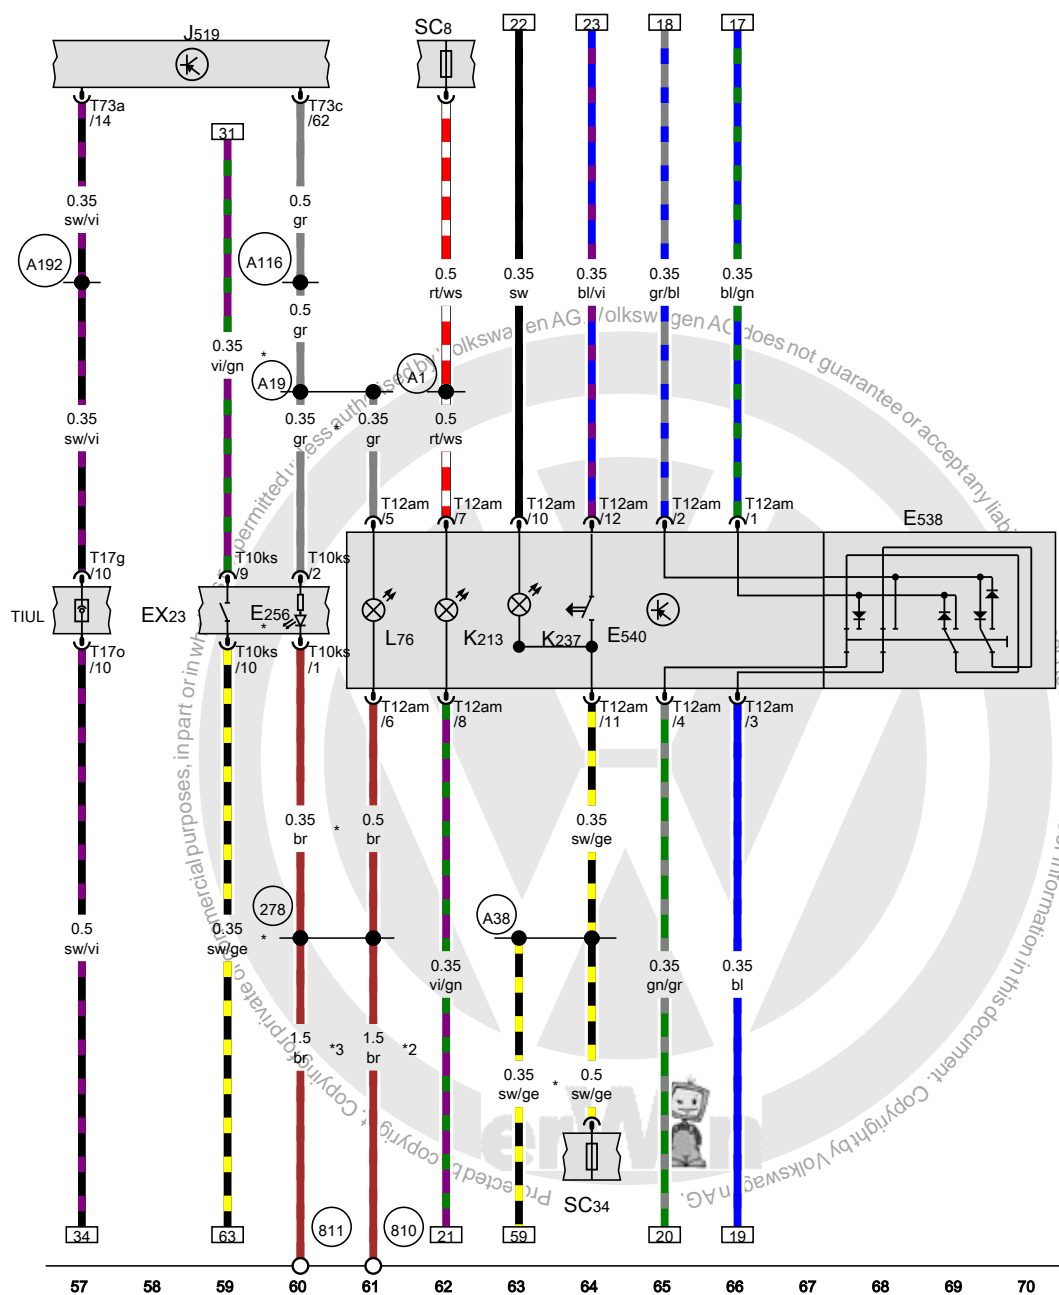 J519
SC8
22
23
18
17
T73a
/14
T73c
/62
31
0.35
sw/vi
0.5
gr
A192
A116
0.5
rt/ws
0.35
sw
0.35
bl/vi
0.35
gr/bl
0.35
bl/gn
0.5
gr
0.35
vi/gn
*
A19
A1
0.35
sw/vi
0.35
gr
*
0.35
gr
0.5
rt/ws
T12am
/5
T12am
/7
T12am
/10
T12am
/12
T12am
/2
T12am
/1
E538
T17g
/10
T10ks
/9
T10ks
/2
TIUL
EX23
E256
*
L76
K213
K237
E540
T17o
/10
T10ks
/10
T10ks
/1
T12am
/6
T12am
/8
T12am
/11
T12am
/4
T12am
/3
0.35
br
*
0.5
br
0.35
sw/ge
278
A38
0.5
sw/vi
0.35
sw/ge
*
0.35
vi/gn
0.35
gn/gr
0.35
bl
1.5
br
*3
1.5
br
*2
0.35
sw/ge
*
0.5
sw/ge
SC34
34
63
811
810
21
59
20
19
57 58 59 60 61 62 63 64 65 66 67 68 69 70
erWin